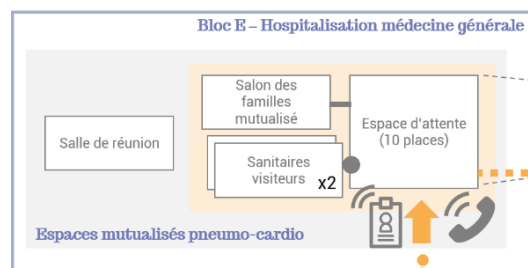 Bloc E – Hospitalisation médecine générale
Salon des
familles
mutualisé
Espace d'attente
(10 places)
Salle de réunion
Sanitaires
visiteurs
x2
Espaces mutualisés pneumo-cardio